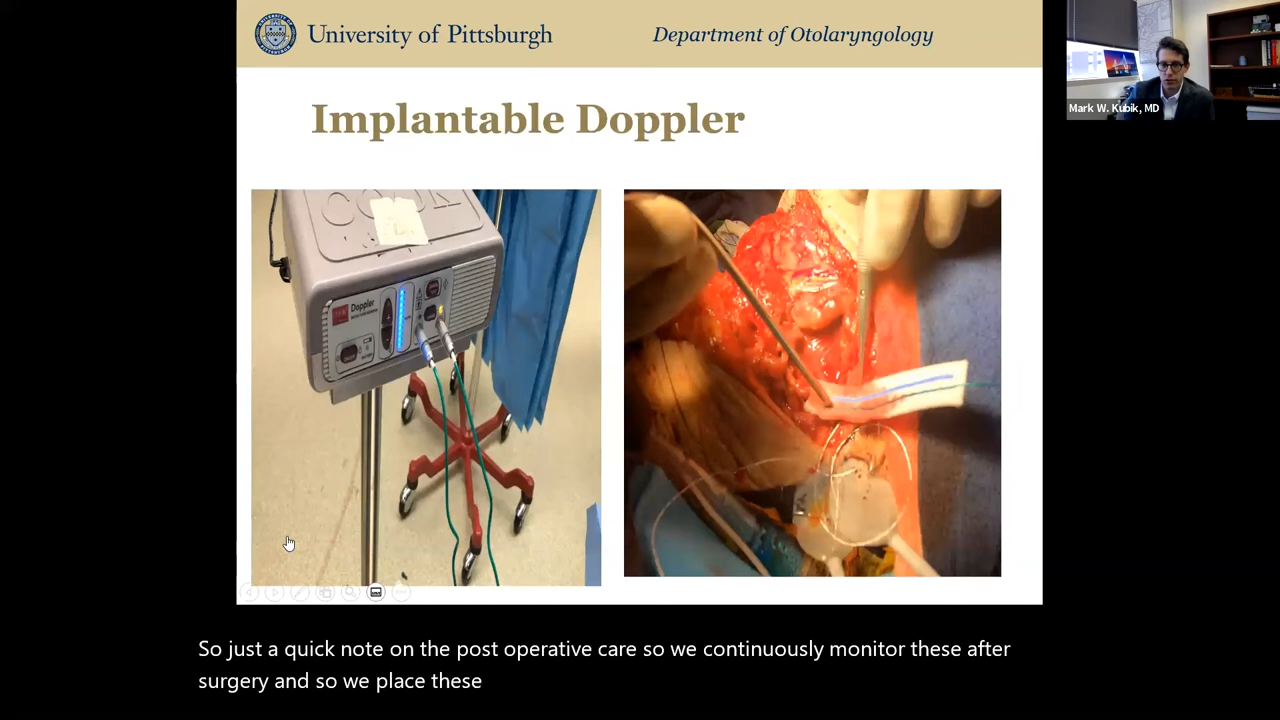 University of Pittsburgh
Department of Otolaryngology
Mark W. Kubik, MD
Implantable Doppler
COOK
Doppler
So just a quick note on the post operative care so we continuously monitor these after
surgery and so we place these